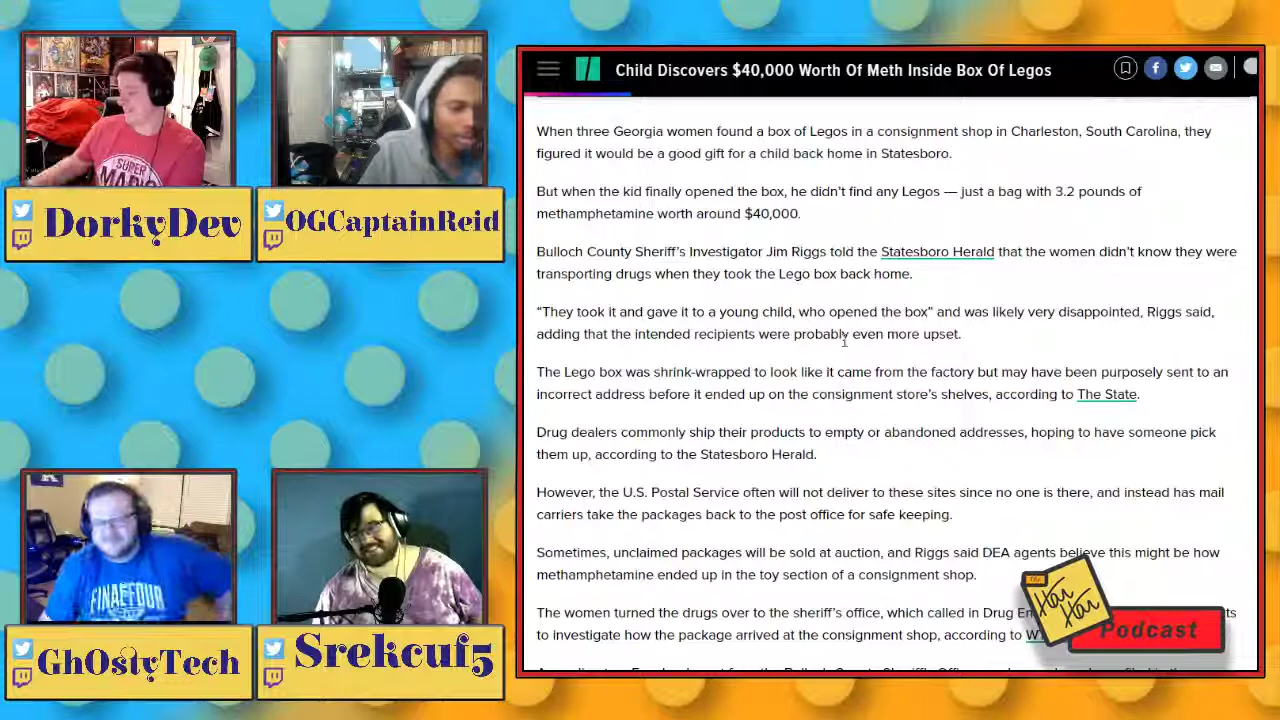 SUPER
MARIO
DorkyDev
OGCaptainReid
FINAL FOUR
GhOstyTech
Srekcuf5
Child Discovers $40,000 Worth Of Meth Inside Box Of Legos
When three Georgia women found a box of Legos in a consignment shop in Charleston, South Carolina, they
figured it would be a good gift for a child back home in Statesboro.
But when the kid finally opened the box, he didn’t find any Legos — just a bag with 3.2 pounds of
methamphetamine worth around $40,000.
Bulloch County Sheriff’s Investigator Jim Riggs told the Statesboro Herald that the women didn’t know they were
transporting drugs when they took the Lego box back home.
“They took it and gave it to a young child, who opened the box” and was likely very disappointed, Riggs said,
adding that the intended recipients were probably even more upset.
The Lego box was shrink-wrapped to look like it came from the factory but may have been purposely sent to an
incorrect address before it ended up on the consignment store’s shelves, according to The State.
Drug dealers commonly ship their products to empty or abandoned addresses, hoping to have someone pick
them up, according to the Statesboro Herald.
However, the U.S. Postal Service often will not deliver to these sites since no one is there, and instead has mail
carriers take the packages back to the post office for safe keeping.
Sometimes, unclaimed packages will be sold at auction, and Riggs said DEA agents believe this might be how
methamphetamine ended up in the toy section of a consignment shop.
The women turned the drugs over to the sheriff’s office, which called in Drug
to investigate how the package arrived at the consignment shop, according to
The
Har
Har
Podcast